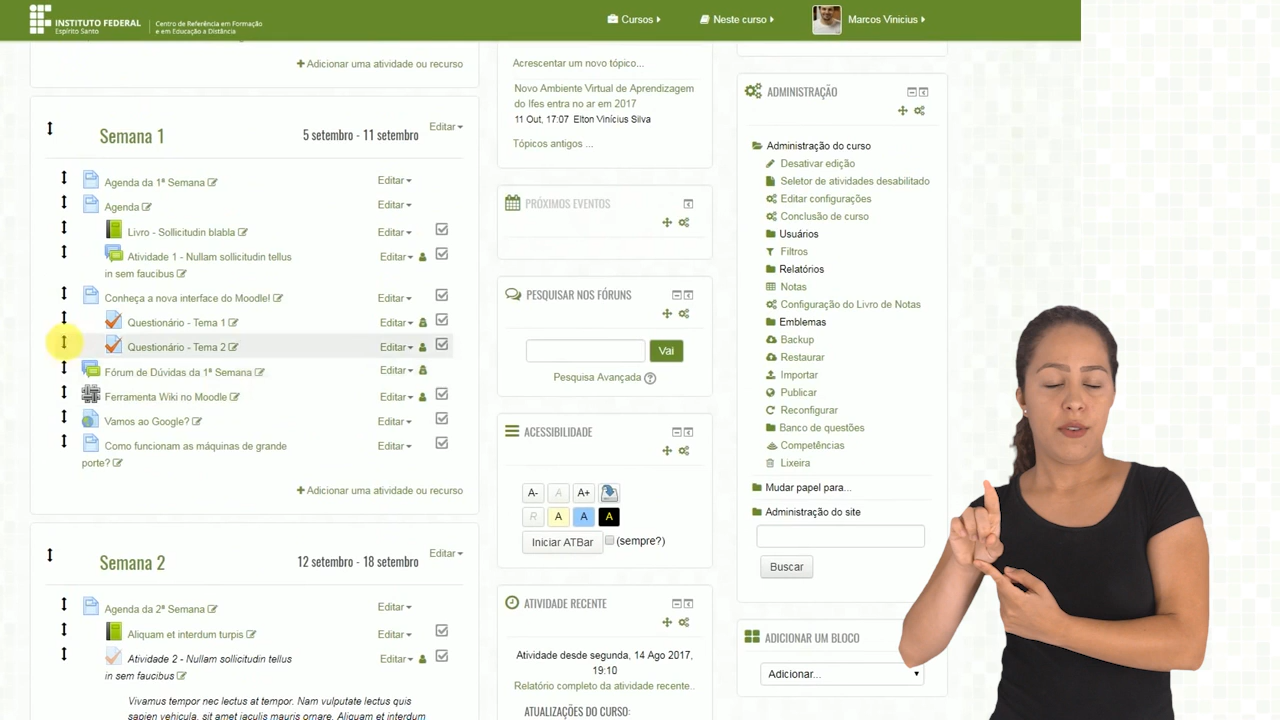 INSTITUTO FEDERAL
Espírito Santo
Centro de Referência em Formação
e em Educação a Distância
Cursos
Neste curso
Marcos Vinicius
Adicionar uma atividade ou recurso
Semana 1
5 setembro - 11 setembro
Editar
Agenda da 1ª Semana
Editar
Agenda
Editar
Livro - Sollicitudin blabla
Editar
Atividade 1 - Nullam sollicitudin tellus
in sem faucibus
Editar
Conheça a nova interface do Moodle!
Editar
Questionário - Tema 1
Editar
Questionário - Tema 2
Editar
Fórum de Dúvidas da 1ª Semana
Editar
Ferramenta Wiki no Moodle
Editar
Vamos ao Google?
Editar
Como funcionam as máquinas de grande
porte?
Editar
Adicionar uma atividade ou recurso
Semana 2
12 setembro - 18 setembro
Editar
Agenda da 2ª Semana
Editar
Aliquam et interdum turpis
Editar
Atividade 2 - Nullam sollicitudin tellus
in sem faucibus
Editar
Vivamus tempor nec lectus at tempor. Nam vulputate lectus quis
sapien vehicula, sit amet iaculis mauris ornare. Aliquam et interdum
Acrescentar um novo tópico...
Novo Ambiente Virtual de Aprendizagem
do Ifes entra no ar em 2017
11 Out, 17:07 Elton Vinícius Silva
Tópicos antigos ...
PRÓXIMOS EVENTOS
PESQUISAR NOS FÓRUNS
Vai
Pesquisa Avançada
ACESSIBILIDADE
A- A A+
R A A A
Iniciar ATBar (sempre?)
ATIVIDADE RECENTE
Atividade desde segunda, 14 Ago 2017,
19:10
Relatório completo da atividade recente..
ATUALIZAÇÕES DO CURSO:
ADMINISTRAÇÃO
Administração do curso
Desativar edição
Seletor de atividades desabilitado
Editar configurações
Conclusão de curso
Usuários
Filtros
Relatórios
Notas
Configuração do Livro de Notas
Emblemas
Backup
Restaurar
Importar
Publicar
Reconfigurar
Banco de questões
Competências
Lixeira
Mudar papel para...
Administração do site
Buscar
ADICIONAR UM BLOCO
Adicionar...